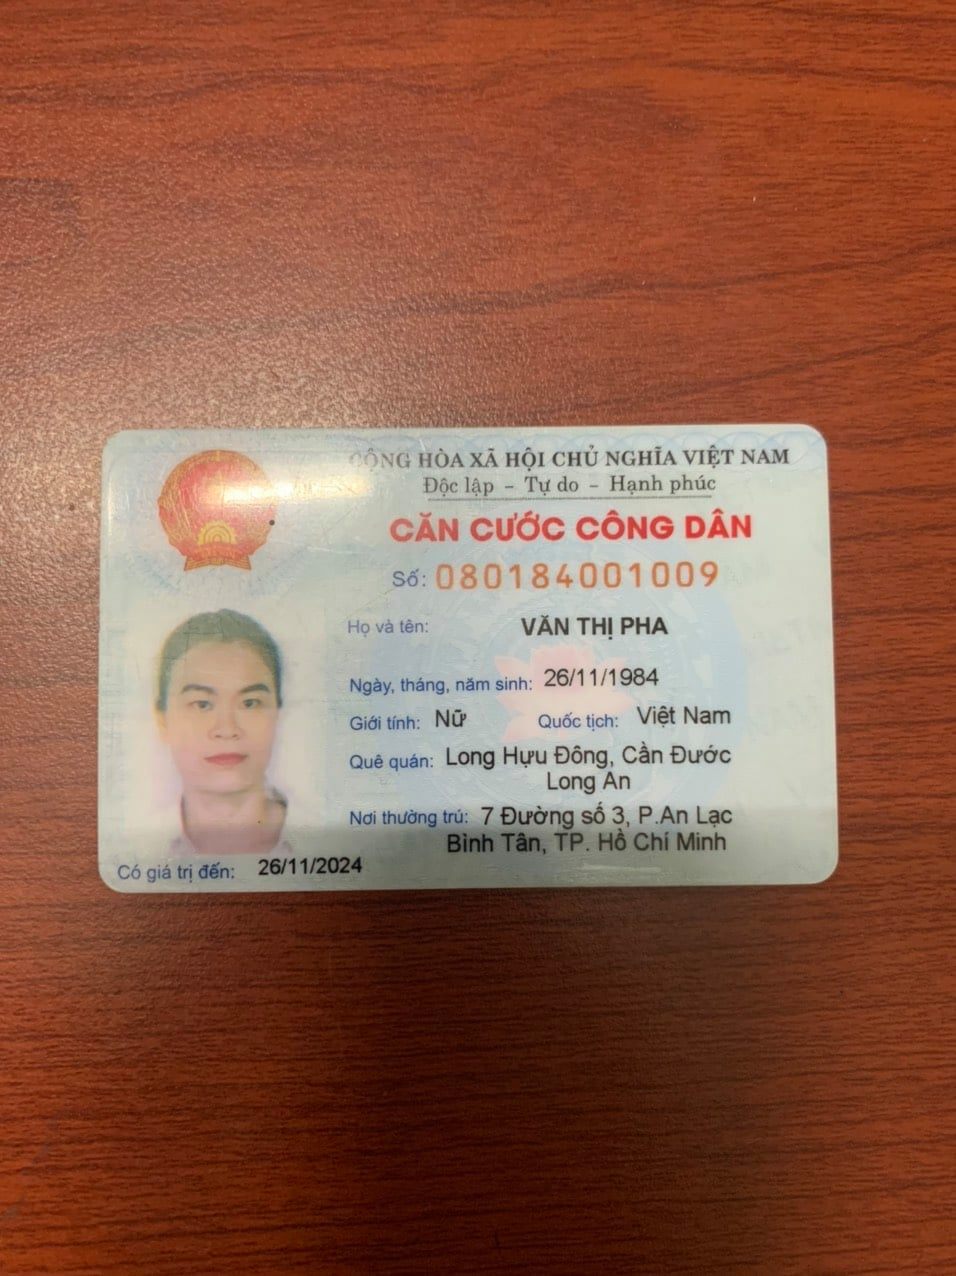 CỘNG HÒA XÃ HỘI CHỦ NGHĨA VIỆT NAM
Độc lập - Tự do - Hạnh phúc
CĂN CƯỚC CÔNG DÂN
Số: 080184001009
Họ và tên: VĂN THỊ PHA
Ngày, tháng, năm sinh: 26/11/1984
Giới tính: Nữ Quốc tịch: Việt Nam
Quê quán: Long Hựu Đông, Cần Đước
Long An
Nơi thường trú: 7 Đường số 3, P.An Lạc
Bình Tân, TP. Hồ Chí Minh
Có giá trị đến: 26/11/2024